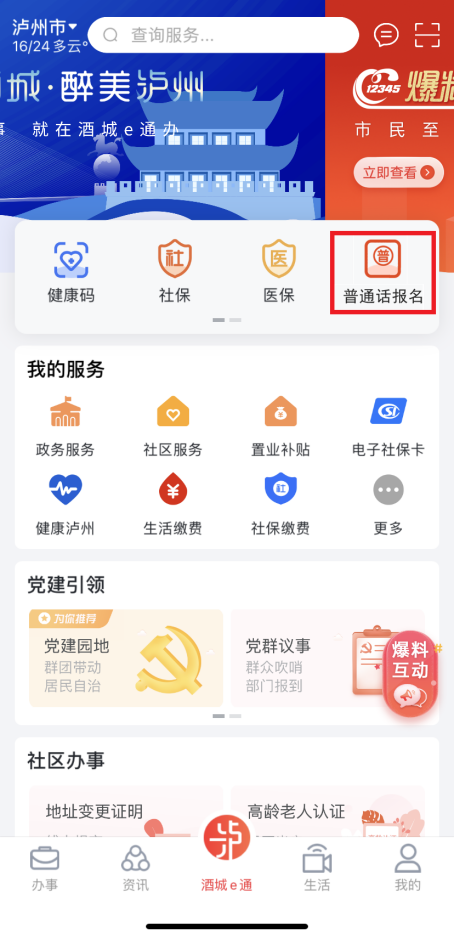 泸州市
16/24 多云
查询服务...
城·醉美泸州
就在酒城e通办
12345
爆料
市民至
立即查看
健康码
社
社保
医
医保
普
普通话报名
我的服务
政务服务
社区服务
置业补贴
电子社保卡
健康泸州
生活缴费
社保缴费
更多
党建引领
为你推荐
党建园地
群团带动
居民自治
党群议事
群众吹哨
部门报到
爆料
互动
社区办事
地址变更证明
高龄老人认证
办事
资讯
酒城e通
生活
我的